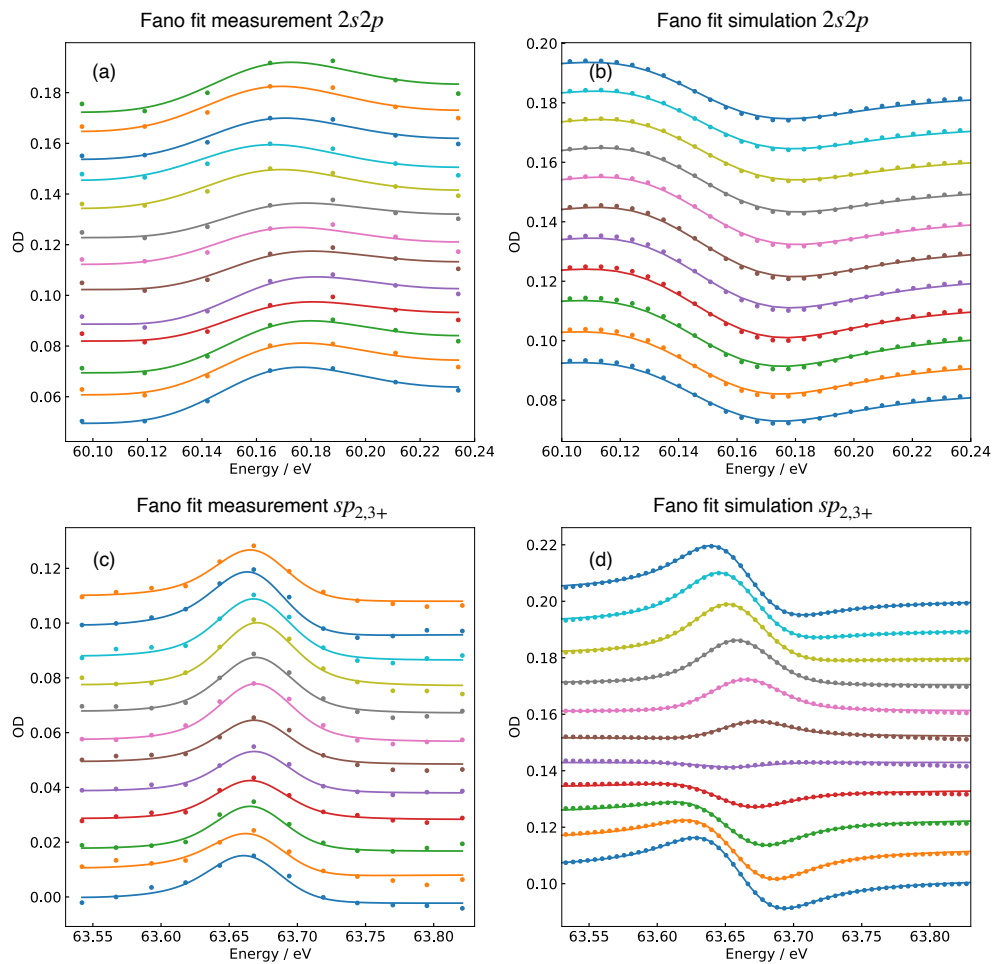 Fano fit measurement 2s2p
Fano fit simulation 2s2p
(a)
(b)
OD
0.18
0.16
0.14
0.12
0.10
0.08
0.06
60.10 60.12 60.14 60.16 60.18 60.20 60.22 60.24
Energy / eV
OD
0.20
0.18
0.16
0.14
0.12
0.10
0.08
60.10 60.12 60.14 60.16 60.18 60.20 60.22 60.24
Energy / eV
Fano fit measurement sp2,3+
Fano fit simulation sp2,3+
(c)
(d)
OD
0.12
0.10
0.08
0.06
0.04
0.02
0.00
63.55 63.60 63.65 63.70 63.75 63.80
Energy / eV
OD
0.22
0.20
0.18
0.16
0.14
0.12
0.10
63.55 63.60 63.65 63.70 63.75 63.80
Energy / eV